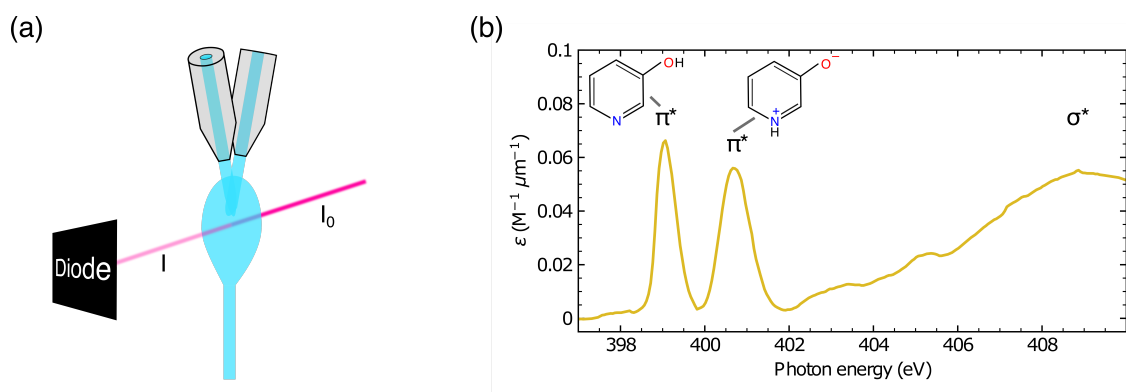 (a)
I₀
I
Diode
(b)
0.1
0.08
0.06
0.04
0.02
0
ε (M⁻¹ μm⁻¹)
OH
N
π*
O⁻
N⁺
H
π*
σ*
398 400 402 404 406 408
Photon energy (eV)